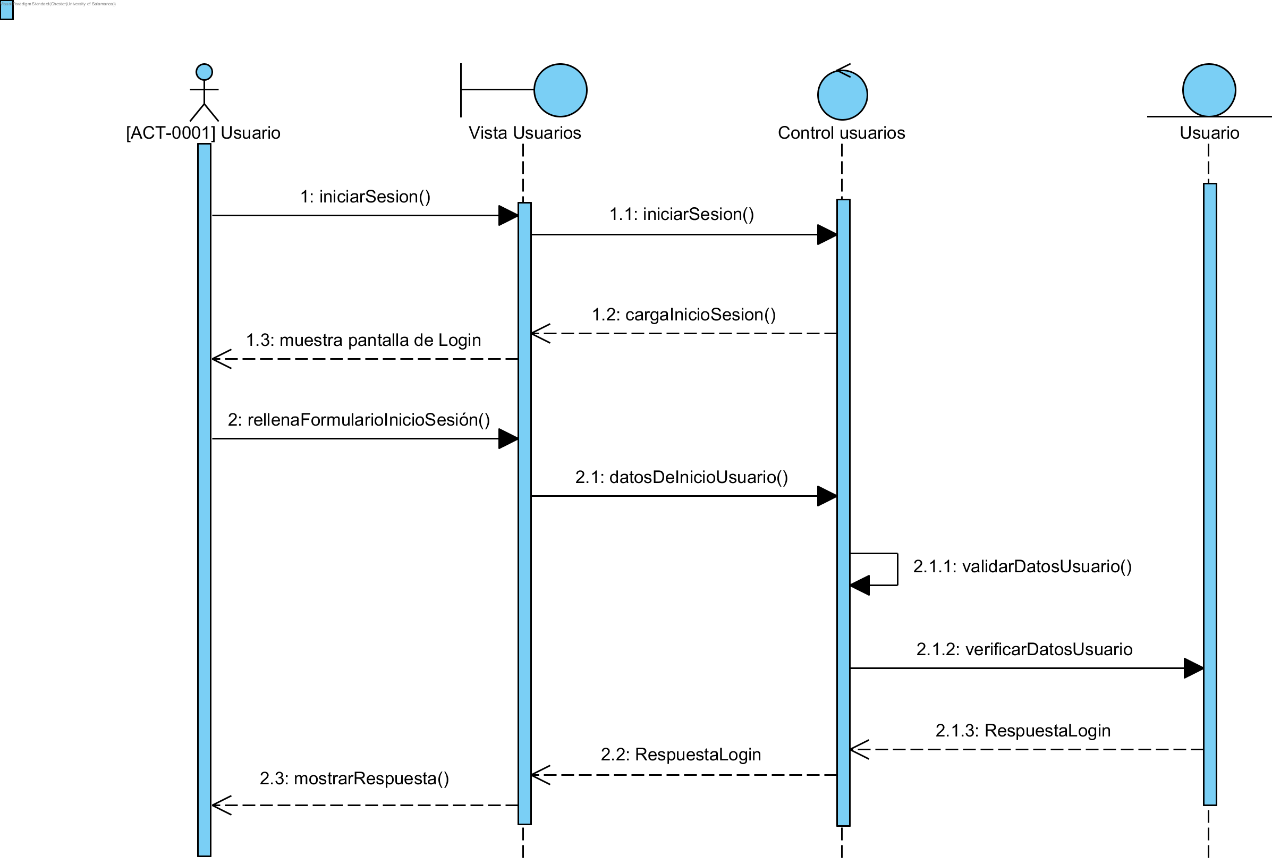 [ACT-0001] Usuario
Vista Usuarios
Control usuarios
Usuario
1: iniciarSesion()
1.1: iniciarSesion()
1.2: cargaInicioSesion()
1.3: muestra pantalla de Login
2: rellenaFormularioInicioSesión()
2.1: datosDeInicioUsuario()
2.1.1: validarDatosUsuario()
2.1.2: verificarDatosUsuario
2.1.3: RespuestaLogin
2.2: RespuestaLogin
2.3: mostrarRespuesta()